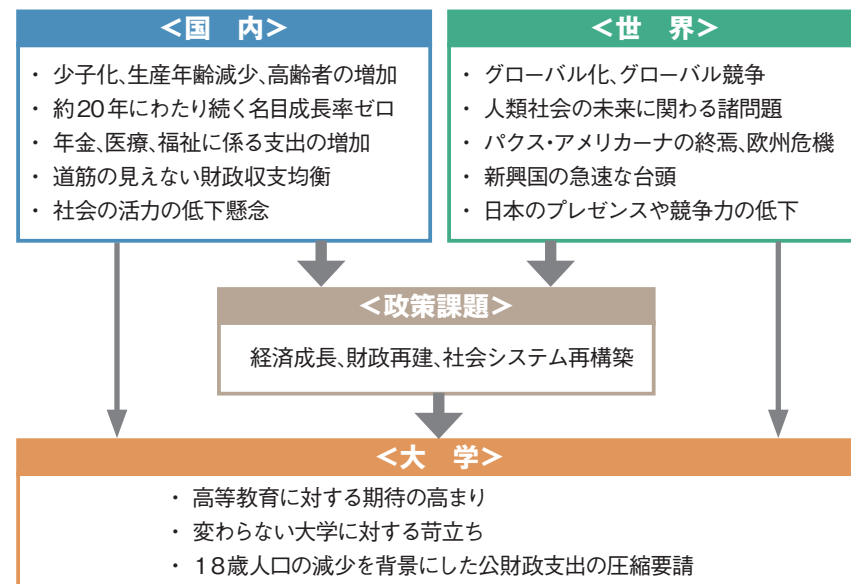 ＜国　内＞
・ 少子化、生産年齢減少、高齢者の増加
・ 約20年にわたり続く名目成長率ゼロ
・ 年金、医療、福祉に係る支出の増加
・ 道筋の見えない財政収支均衡
・ 社会の活力の低下懸念
＜世　界＞
・ グローバル化、グローバル競争
・ 人類社会の未来に関わる諸問題
・ パクス・アメリカーナの終焉、欧州危機
・ 新興国の急速な台頭
・ 日本のプレゼンスや競争力の低下
＜政策課題＞
経済成長、財政再建、社会システム再構築
＜大　学＞
・ 高等教育に対する期待の高まり
・ 変わらない大学に対する苛立ち
・ 18歳人口の減少を背景にした公財政支出の圧縮要請